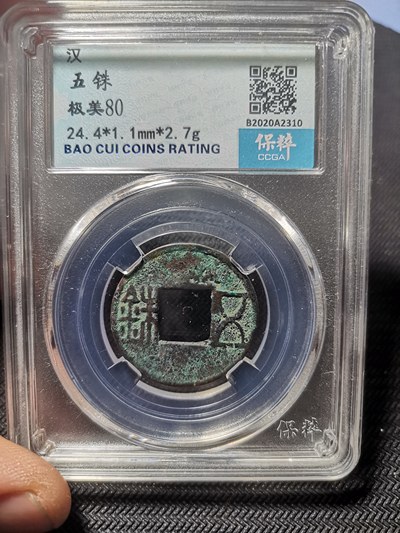 汉
五铢
极美80
24.4*1.1mm*2.7g
BAO CUI COINS RATING
B2020A2310
保粹
CCGA
五銖
保粹